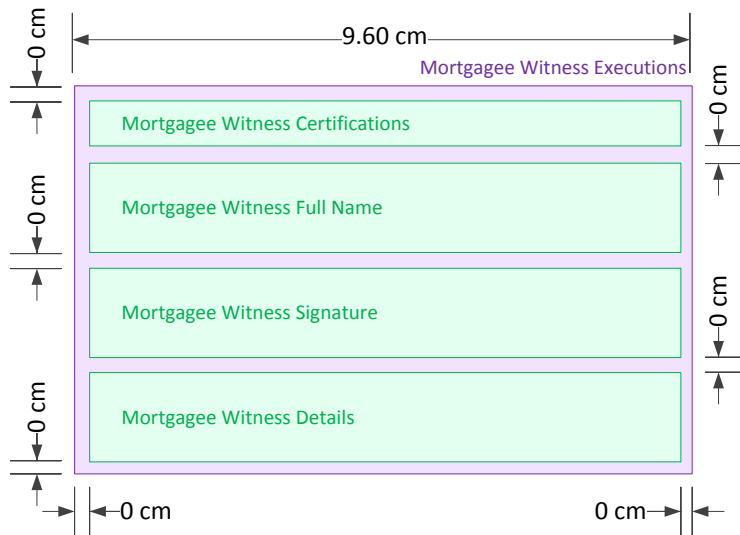 9.60 cm
Mortgagee Witness Executions
0 cm
0 cm
Mortgagee Witness Certifications
Mortgagee Witness Full Name
0 cm
Mortgagee Witness Signature
0 cm
Mortgagee Witness Details
0 cm
0 cm
0 cm